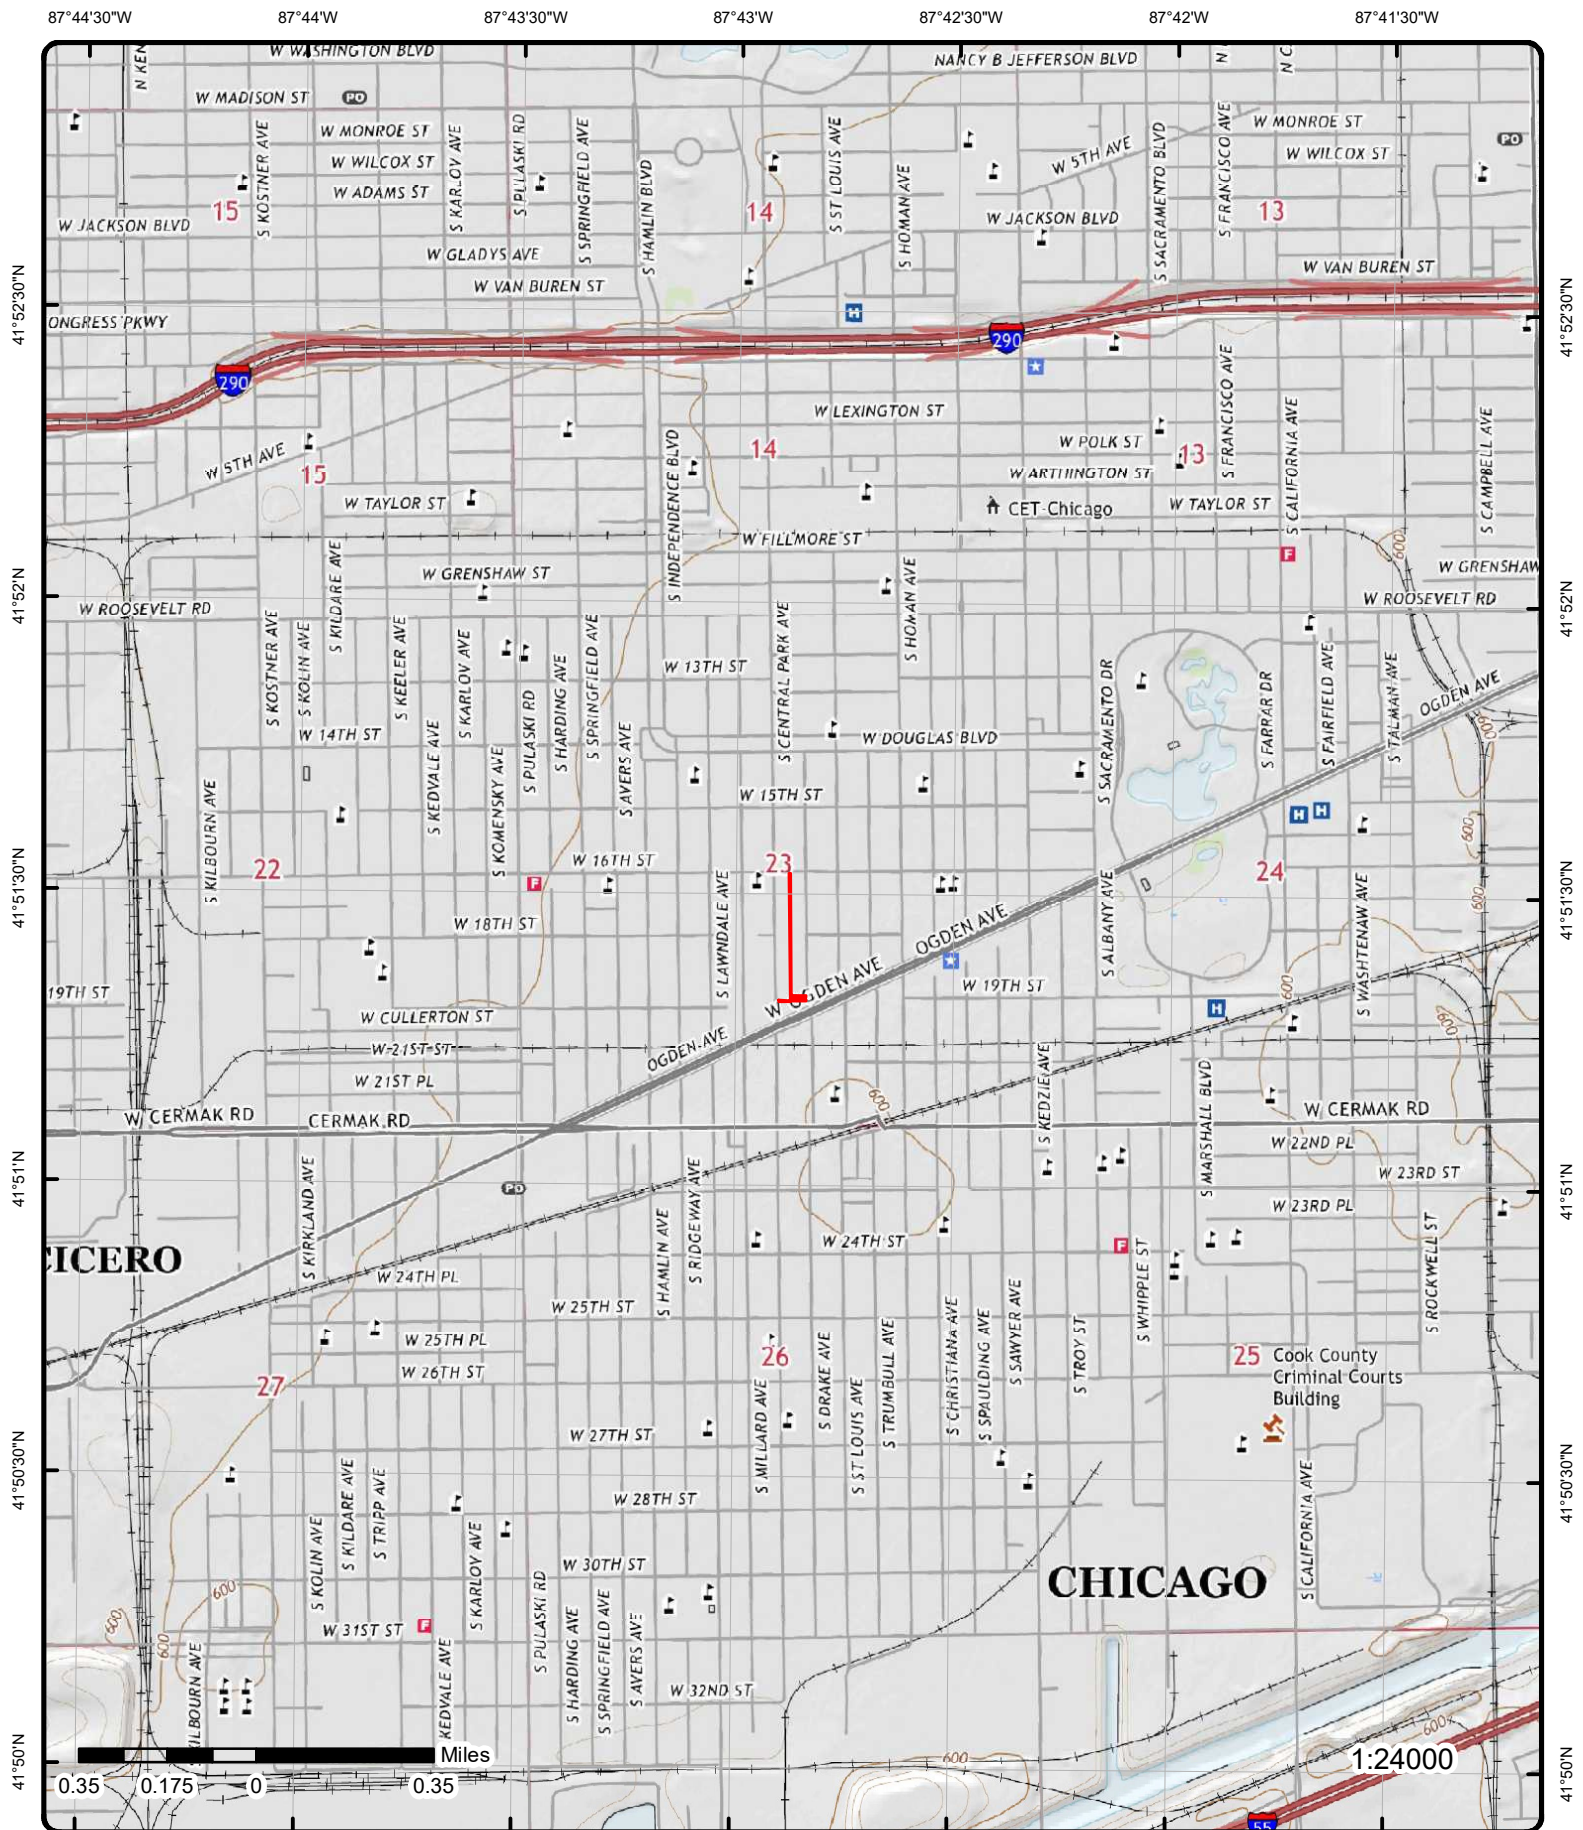 87°44'30"W 87°44'W 87°43'30"W 87°43'W 87°42'30"W 87°42'W 87°41'30"W
W WASHINGTON BLVD
NANCY B JEFFERSON BLVD
N KEN
W MADISON ST
PO
W MONROE ST
W MONROE ST
PO
W WILCOX ST
W 5TH AVE
W WILCOX ST
W ADAMS ST
S KOSTNER AVE
S KARLOV AVE
S PULASKI RD
S SPRINGFIELD AVE
S HAMLIN BLVD
S ST LOUIS AVE
S HOMAN AVE
S SACRAMENTO BLVD
S FRANCISCO AVE
15
14
13
W JACKSON BLVD
W JACKSON BLVD
W GLADYS AVE
W VAN BUREN ST
W VAN BUREN ST
41°52'30"N
41°52'30"N
H
ONGRESS PKWY
290
290
W LEXINGTON ST
W 5TH AVE
15
14
W POLK ST
13
W ARTHINGTON ST
W TAYLOR ST
CET-Chicago
W TAYLOR ST
S INDEPENDENCE BLVD
S FRANCISCO AVE
S CALIFORNIA AVE
S CAMPBELL AVE
W FILLMORE ST
600
F
W GRENSHAW ST
W GRENSHAW
41°52'N
41°52'N
W ROOSEVELT RD
W ROOSEVELT RD
S KOSTNER AVE
S KOLIN AVE
S KILDARE AVE
S KEELER AVE
S KARLOV AVE
S SPRINGFIELD AVE
S CENTRAL PARK AVE
S HOMAN AVE
W 13TH ST
S SACRAMENTO DR
S FARRAR DR
S FAIRFIELD AVE
S TALMAN AVE
OGDEN AVE
600
W 14TH ST
S KEDVALE AVE
S KOMENSKY AVE
S PULASKI RD
S HARDING AVE
S AVERS AVE
W DOUGLAS BLVD
W 15TH ST
H
H
600
S KILBOURN AVE
22
W 16TH ST
23
24
F
600
41°51'30"N
41°51'30"N
W 18TH ST
S LAWNDALE AVE
OGDEN AVE
S ALBANY AVE
S WASHTENAW AVE
19TH ST
W OGDEN AVE
W 19TH ST
600
H
600
W CULLERTON ST
OGDEN AVE
W 21ST ST
W 21ST PL
600
S KEDZIE AVE
S MARSHALL BLVD
W CERMAK RD
CERMAK RD
W CERMAK RD
W 22ND PL
41°51'N
41°51'N
PO
S KIRKLAND AVE
S RIDGEWAY AVE
W 23RD ST
W 23RD PL
CICERO
S HAMLIN AVE
W 24TH ST
F
S WHIPPLE ST
S ROCKWELL ST
W 24TH PL
W 25TH ST
W 25TH PL
W 26TH ST
27
26
25
Cook County
Criminal Courts
Building
S MILLARD AVE
S DRAKE AVE
S ST LOUIS AVE
S TRUMBULL AVE
S CHRISTIANA AVE
S SPAULDING AVE
S SAWYER AVE
S TROY ST
W 27TH ST
41°50'30"N
41°50'30"N
W 28TH ST
S KOLIN AVE
S KILDARE AVE
S TRIPP AVE
S KARLOV AVE
S CALIFORNIA AVE
W 30TH ST
CHICAGO
600
600
600
W 31ST ST
F
S PULASKI RD
S HARDING AVE
S SPRINGFIELD AVE
S AVERS AVE
KEDVALE AVE
W 32ND ST
600
600
41°50'N
41°50'N
Miles
0.35 0.175 0 0.35
1:24000
55